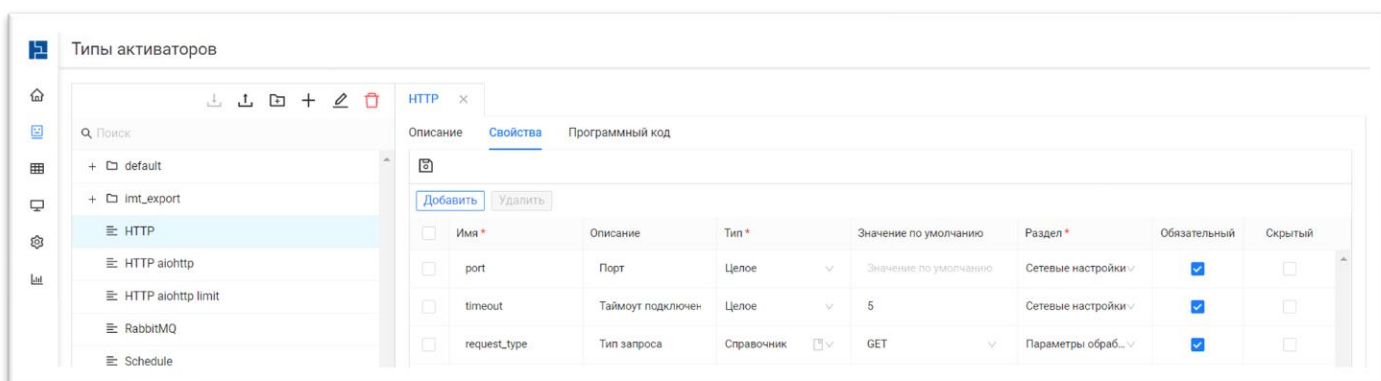 Типы активаторов
Поиск
default
imt_export
HTTP
HTTP aiohttp
HTTP aiohttp limit
RabbitMQ
Schedule
HTTP
Описание Свойства Программный код
Добавить Удалить
Имя * Описание Тип * Значение по умолчанию Раздел * Обязательный Скрытый
port Порт Целое Значение по умолчанию Сетевые настройки
timeout Таймоут подключен Целое 5 Сетевые настройки
request_type Тип запроса Справочник GET Параметры обраб...